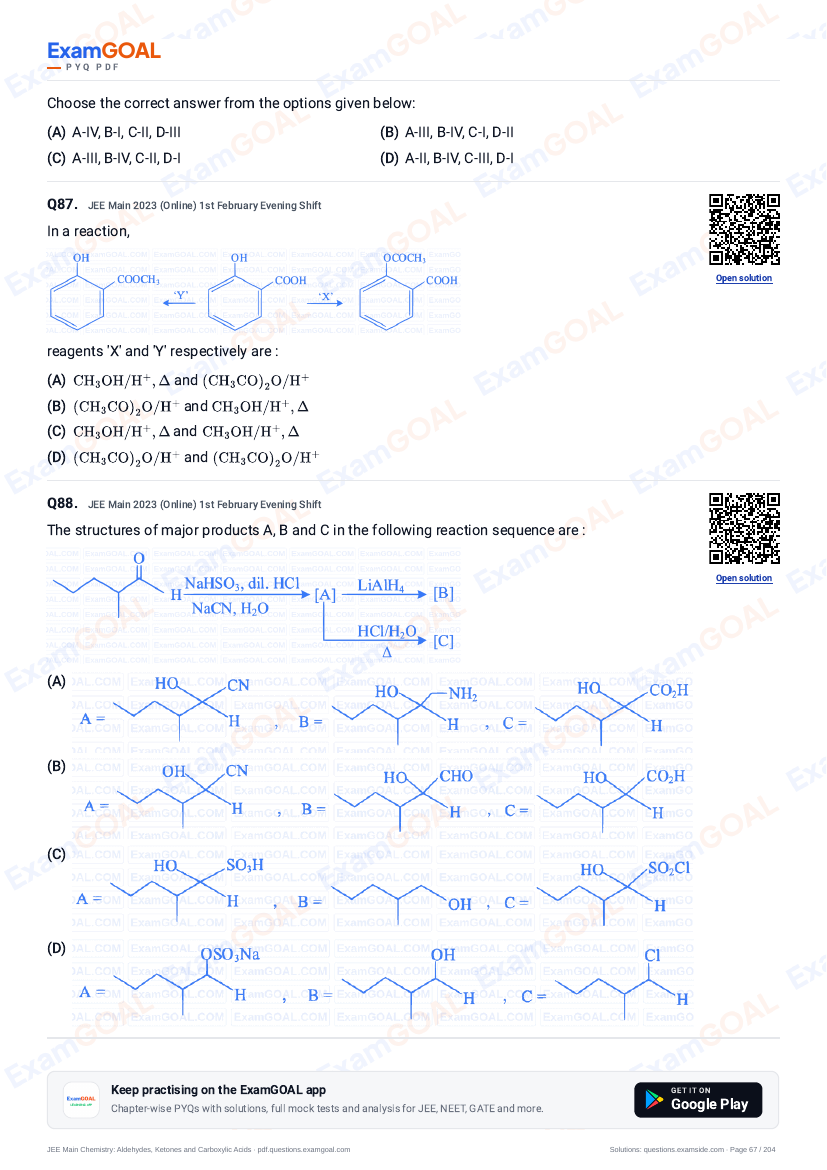 ExamGOAL
PYQ PDF
Choose the correct answer from the options given below:
(A) A-IV, B-I, C-II, D-III
(B) A-III, B-IV, C-I, D-II
(C) A-III, B-IV, C-II, D-I
(D) A-II, B-IV, C-III, D-I
Q87. JEE Main 2023 (Online) 1st February Evening Shift
Open solution
In a reaction,
OH COOCH₃ 'Y' OH COOH 'X' OCOCH₃ COOH
reagents 'X' and 'Y' respectively are :
(A) CH₃OH/H⁺, Δ and (CH₃CO)₂O/H⁺
(B) (CH₃CO)₂O/H⁺ and CH₃OH/H⁺, Δ
(C) CH₃OH/H⁺, Δ and CH₃OH/H⁺, Δ
(D) (CH₃CO)₂O/H⁺ and (CH₃CO)₂O/H⁺
Q88. JEE Main 2023 (Online) 1st February Evening Shift
Open solution
The structures of major products A, B and C in the following reaction sequence are :
O
H NaHSO₃, dil. HCl [A] LiAlH₄ [B]
NaCN, H₂O
HCl/H₂O [C]
Δ
(A)
HO CN HO NH₂ HO CO₂H
A = H , B = H , C = H
(B)
OH CN HO CHO HO CO₂H
A = H , B = H , C = H
(C)
HO SO₃H HO SO₂Cl
A = H , B = OH , C = H
(D)
OSO₃Na OH Cl
A = H , B = H , C = H
Keep practising on the ExamGOAL app
Chapter-wise PYQs with solutions, full mock tests and analysis for JEE, NEET, GATE and more.
GET IT ON
Google Play
JEE Main Chemistry: Aldehydes, Ketones and Carboxylic Acids · pdf.questions.examgoal.com
Solutions: questions.examside.com · Page 67 / 204